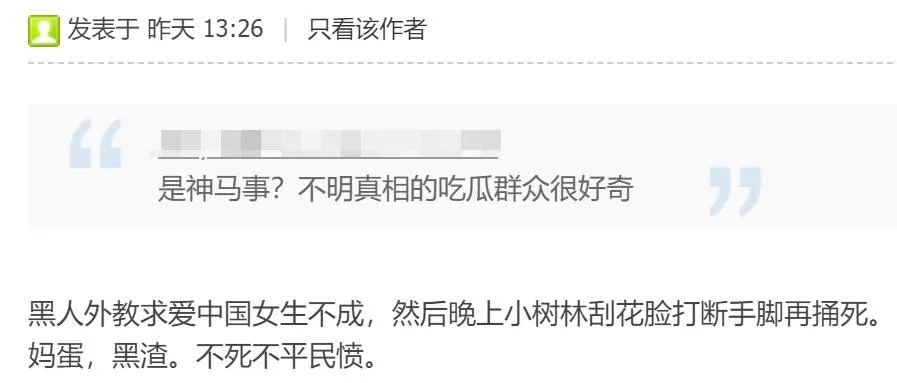 发表于 昨天 13:26 | 只看该作者
是神马事？不明真相的吃瓜群众很好奇
黑人外教求爱中国女生不成，然后晚上小树林刮花脸打断手脚再捅死。
妈蛋，黑渣。不死不平民愤。